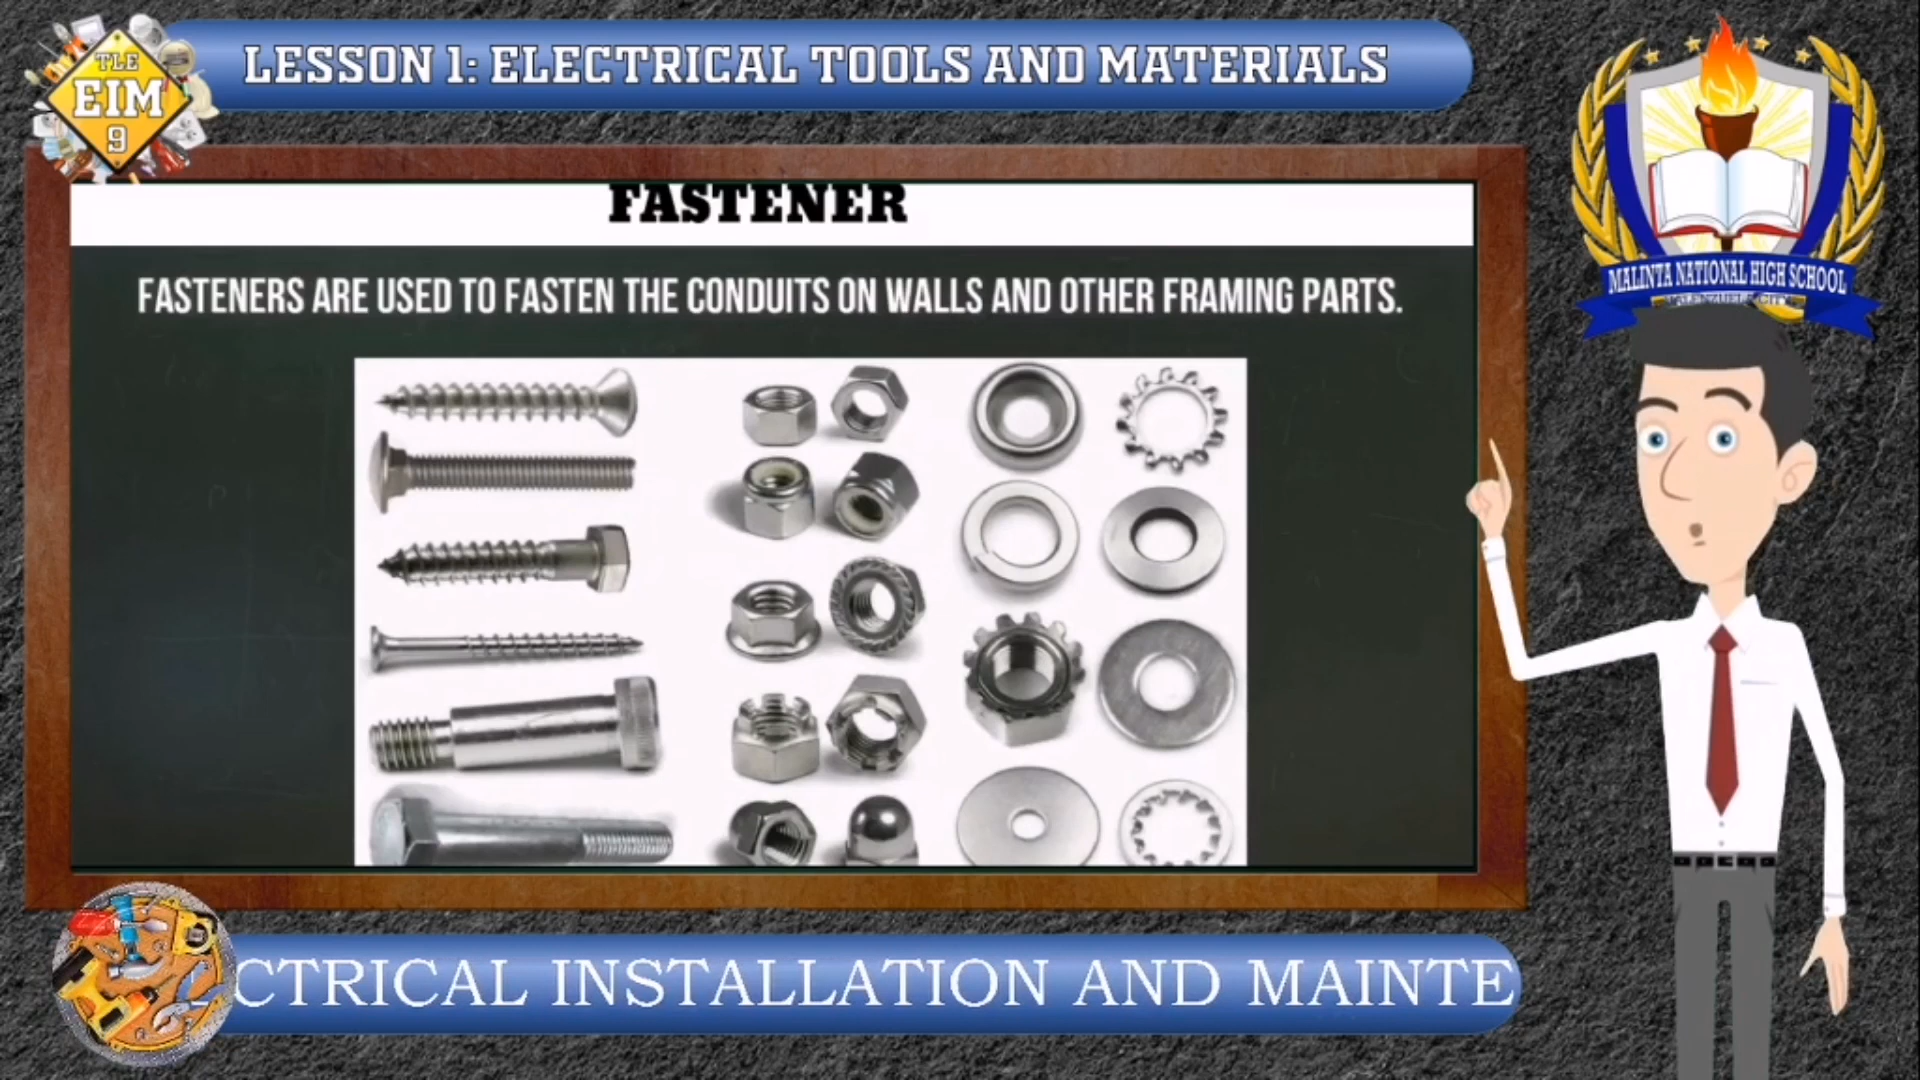 TLE
EIM
9
LESSON 1: ELECTRICAL TOOLS AND MATERIALS
FASTENER
FASTENERS ARE USED TO FASTEN THE CONDUITS ON WALLS AND OTHER FRAMING PARTS.
MALINTA NATIONAL HIGH SCHOOL
CTRICAL INSTALLATION AND MAINTE